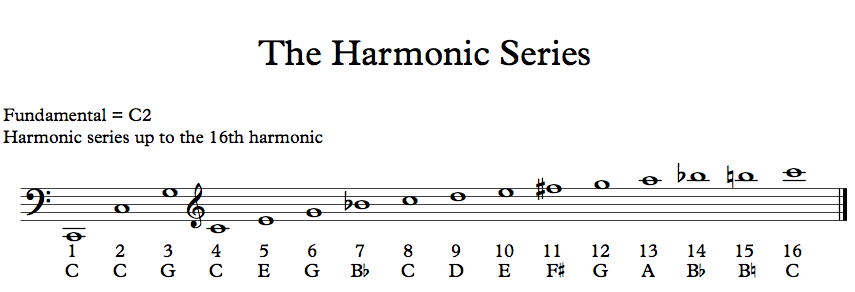 The Harmonic Series
Fundamental = C2
Harmonic series up to the 16th harmonic
1 2 3 4 5 6 7 8 9 10 11 12 13 14 15 16
C C G C E G B♭ C D E F♯ G A B♭ B♮ C